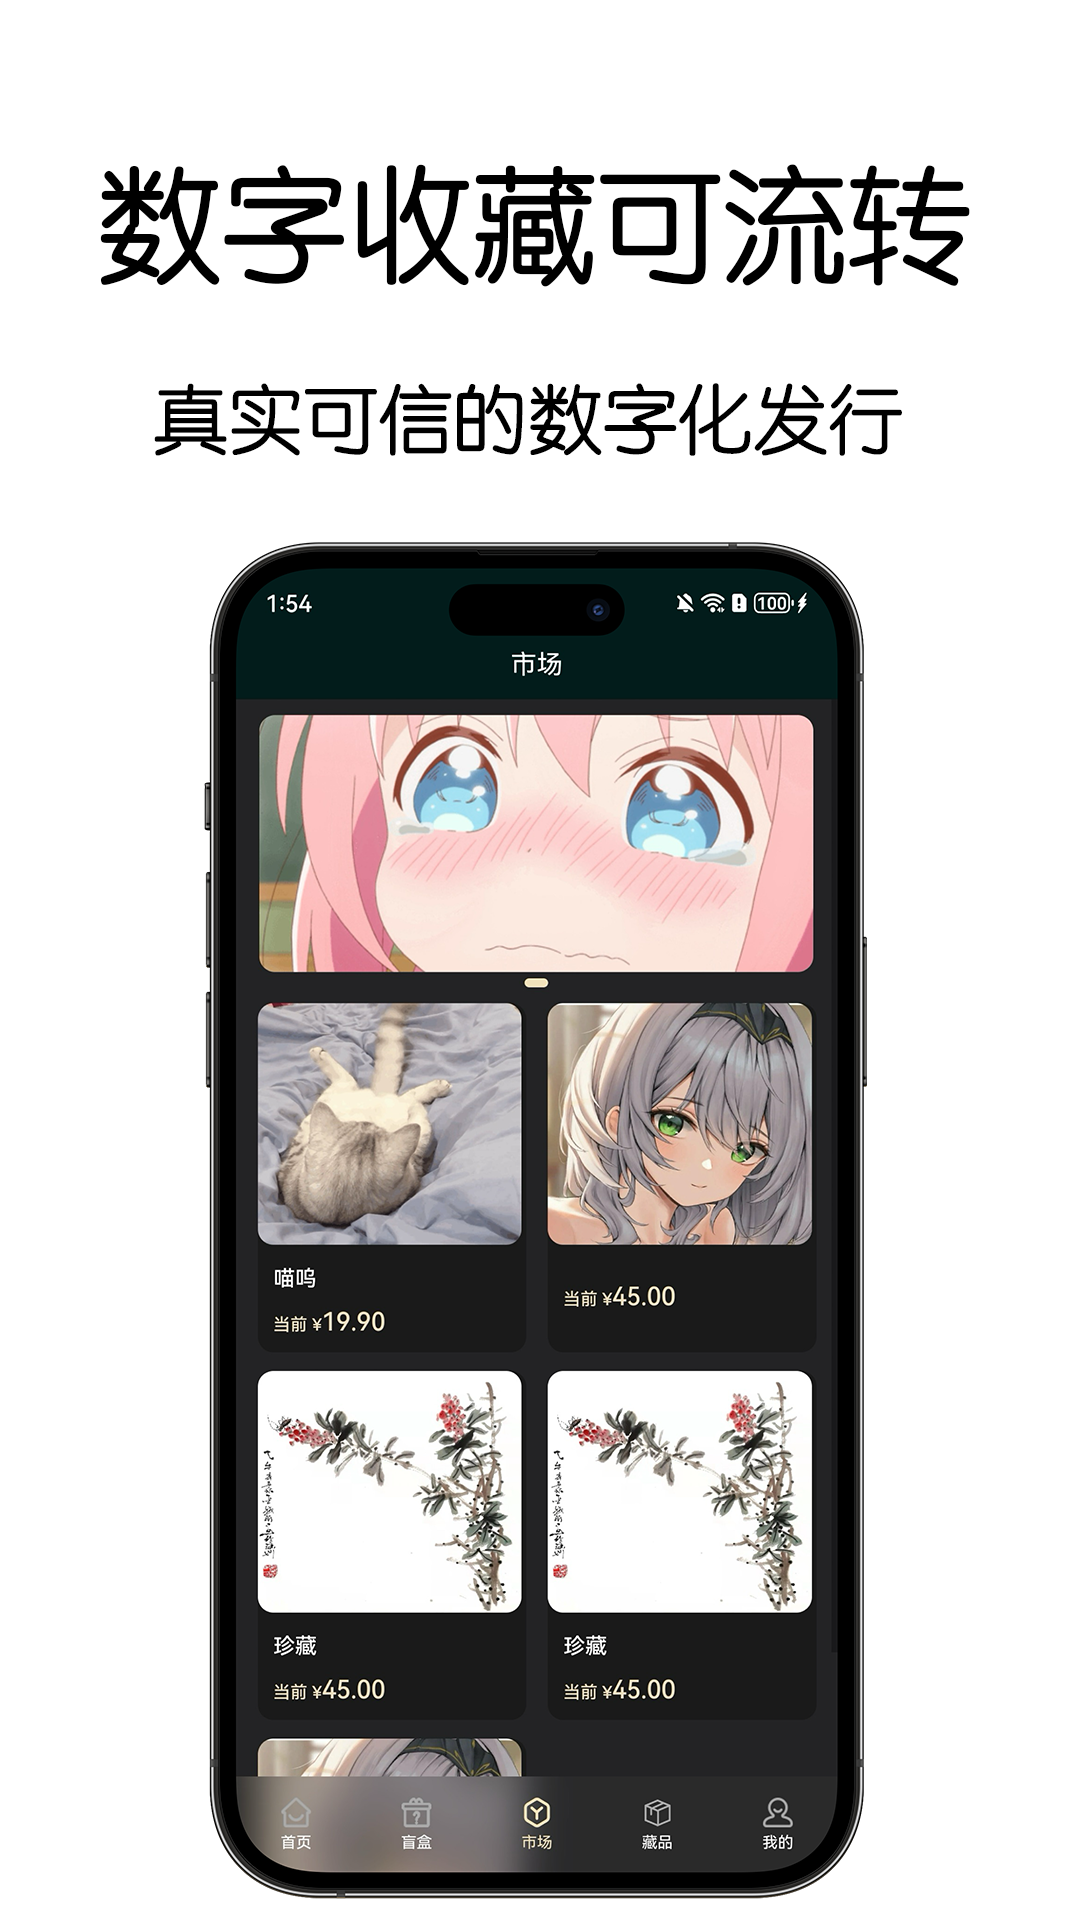 数字收藏可流转
真实可信的数字化发行
1:54
100
市场
喵呜
当前 ¥19.90
当前 ¥45.00
珍藏
当前 ¥45.00
珍藏
当前 ¥45.00
首页
盲盒
市场
藏品
我的